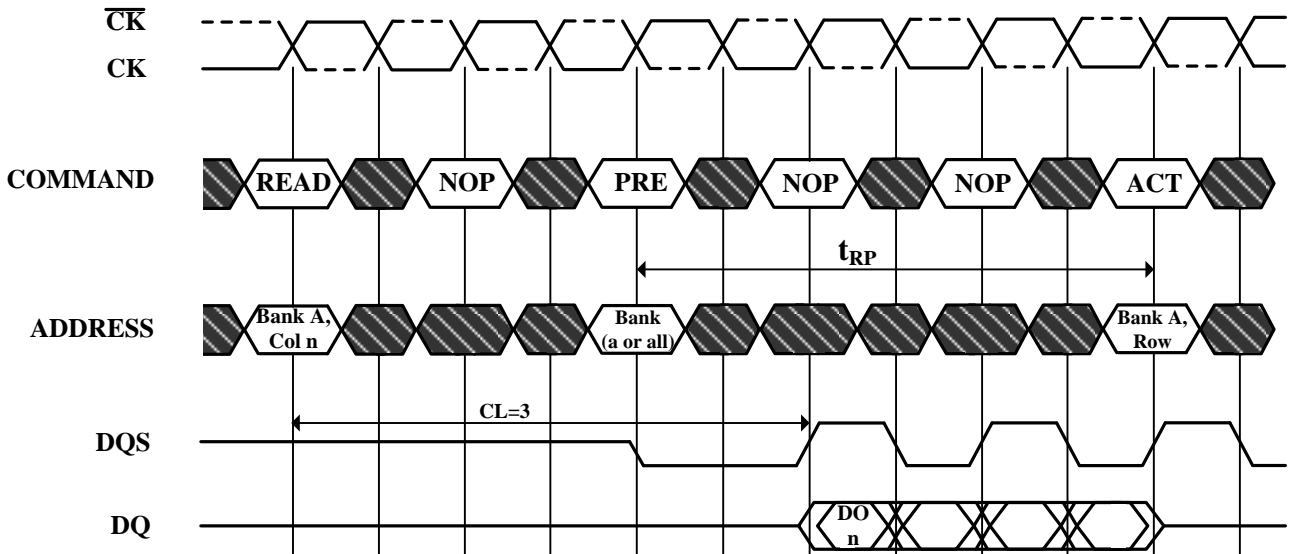 CK
CK
COMMAND READ NOP PRE NOP NOP ACT
tRP
ADDRESS Bank A, Col n Bank (a or all) Bank A, Row
CL=3
DQS
DQ DO n